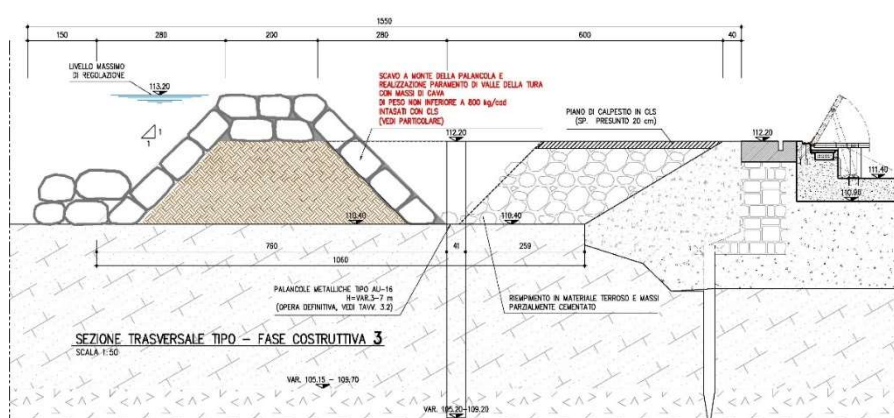 1550
150
280
200
280
600
40
LIVELLO MASSIMO
DI REGOLAZIONE
113.20
1
1
SCAVO A MONTE DELLA PALANCOLA E
REALIZZAZIONE PARAMENTO DI VALLE DELLA TURA
CON MASSI DI CAVA
DI PESO NON INFERIORE A 800 kg/cad
INTASATI CON CLS
(VEDI PARTICOLARE)
PIANO DI CALPESTIO IN CLS
(SP. PRESUNTO 20 cm)
112.20
112.20
111.40
110.90
110.40
110.40
760
41
259
1060
PALANCOLE METALLICHE TIPO AU-16
H=VAR.3-7 m
(OPERA DEFINITIVA, VEDI TAVV. 3.2)
RIEMPIMENTO IN MATERIALE TERROSO E MASSI
PARZIALMENTE CEMENTATO
SEZIONE TRASVERSALE TIPO - FASE COSTRUTTIVA 3
SCALA 1:50
VAR. 105.15 - 109.70
VAR. 105.20-109.20